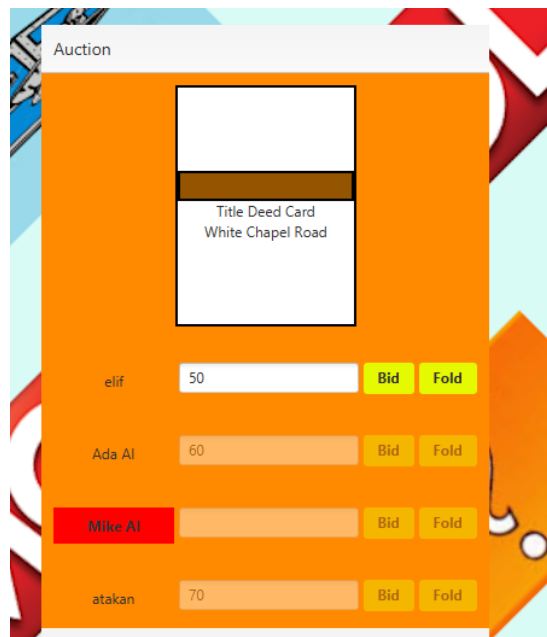 Auction
Title Deed Card
White Chapel Road
elif 50 Bid Fold
Ada AI 60 Bid Fold
Mike AI Bid Fold
atakan 70 Bid Fold